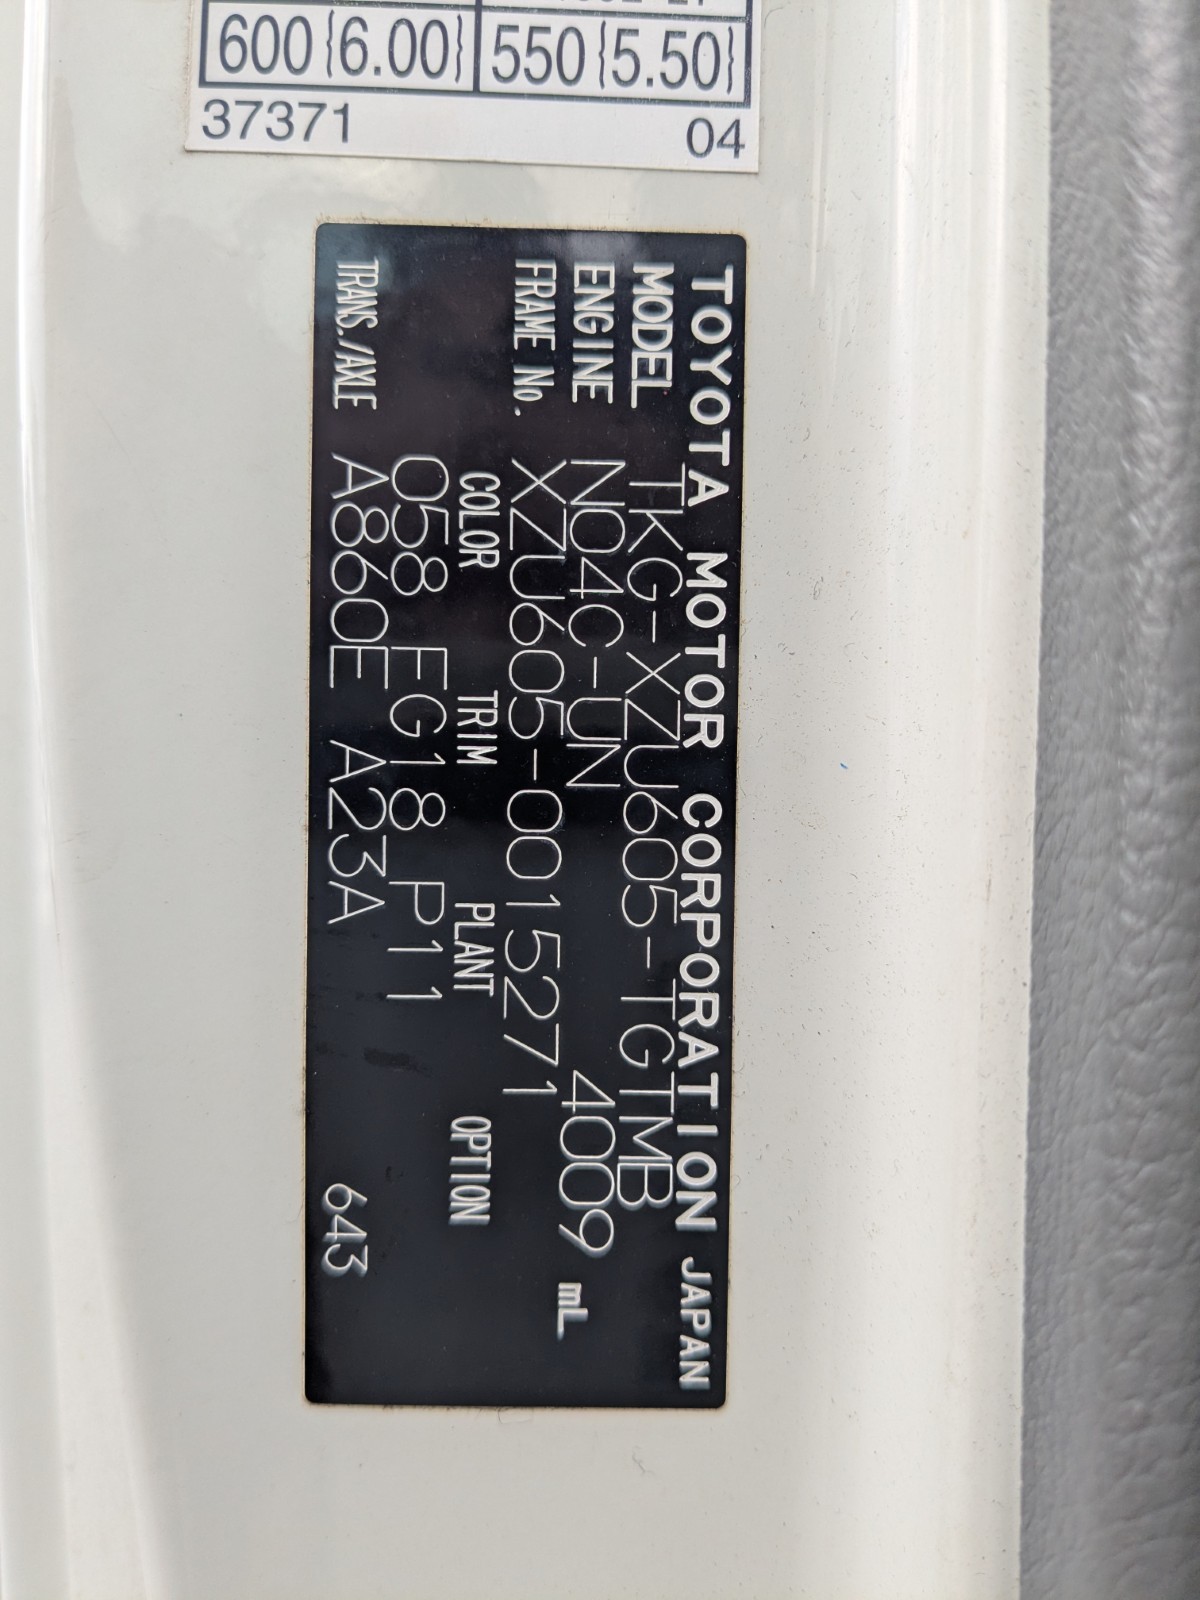 600{6.00} 550{5.50}
37371 04
TOYOTA MOTOR CORPORATION JAPAN
MODEL TKG-XZU605-TGTMB
ENGINE N04C-UN 4009 mL
FRAME No. XZU605-0015271
COLOR TRIM PLANT OPTION
058 FG18 P11
TRANS./AXLE A860E A23A 643